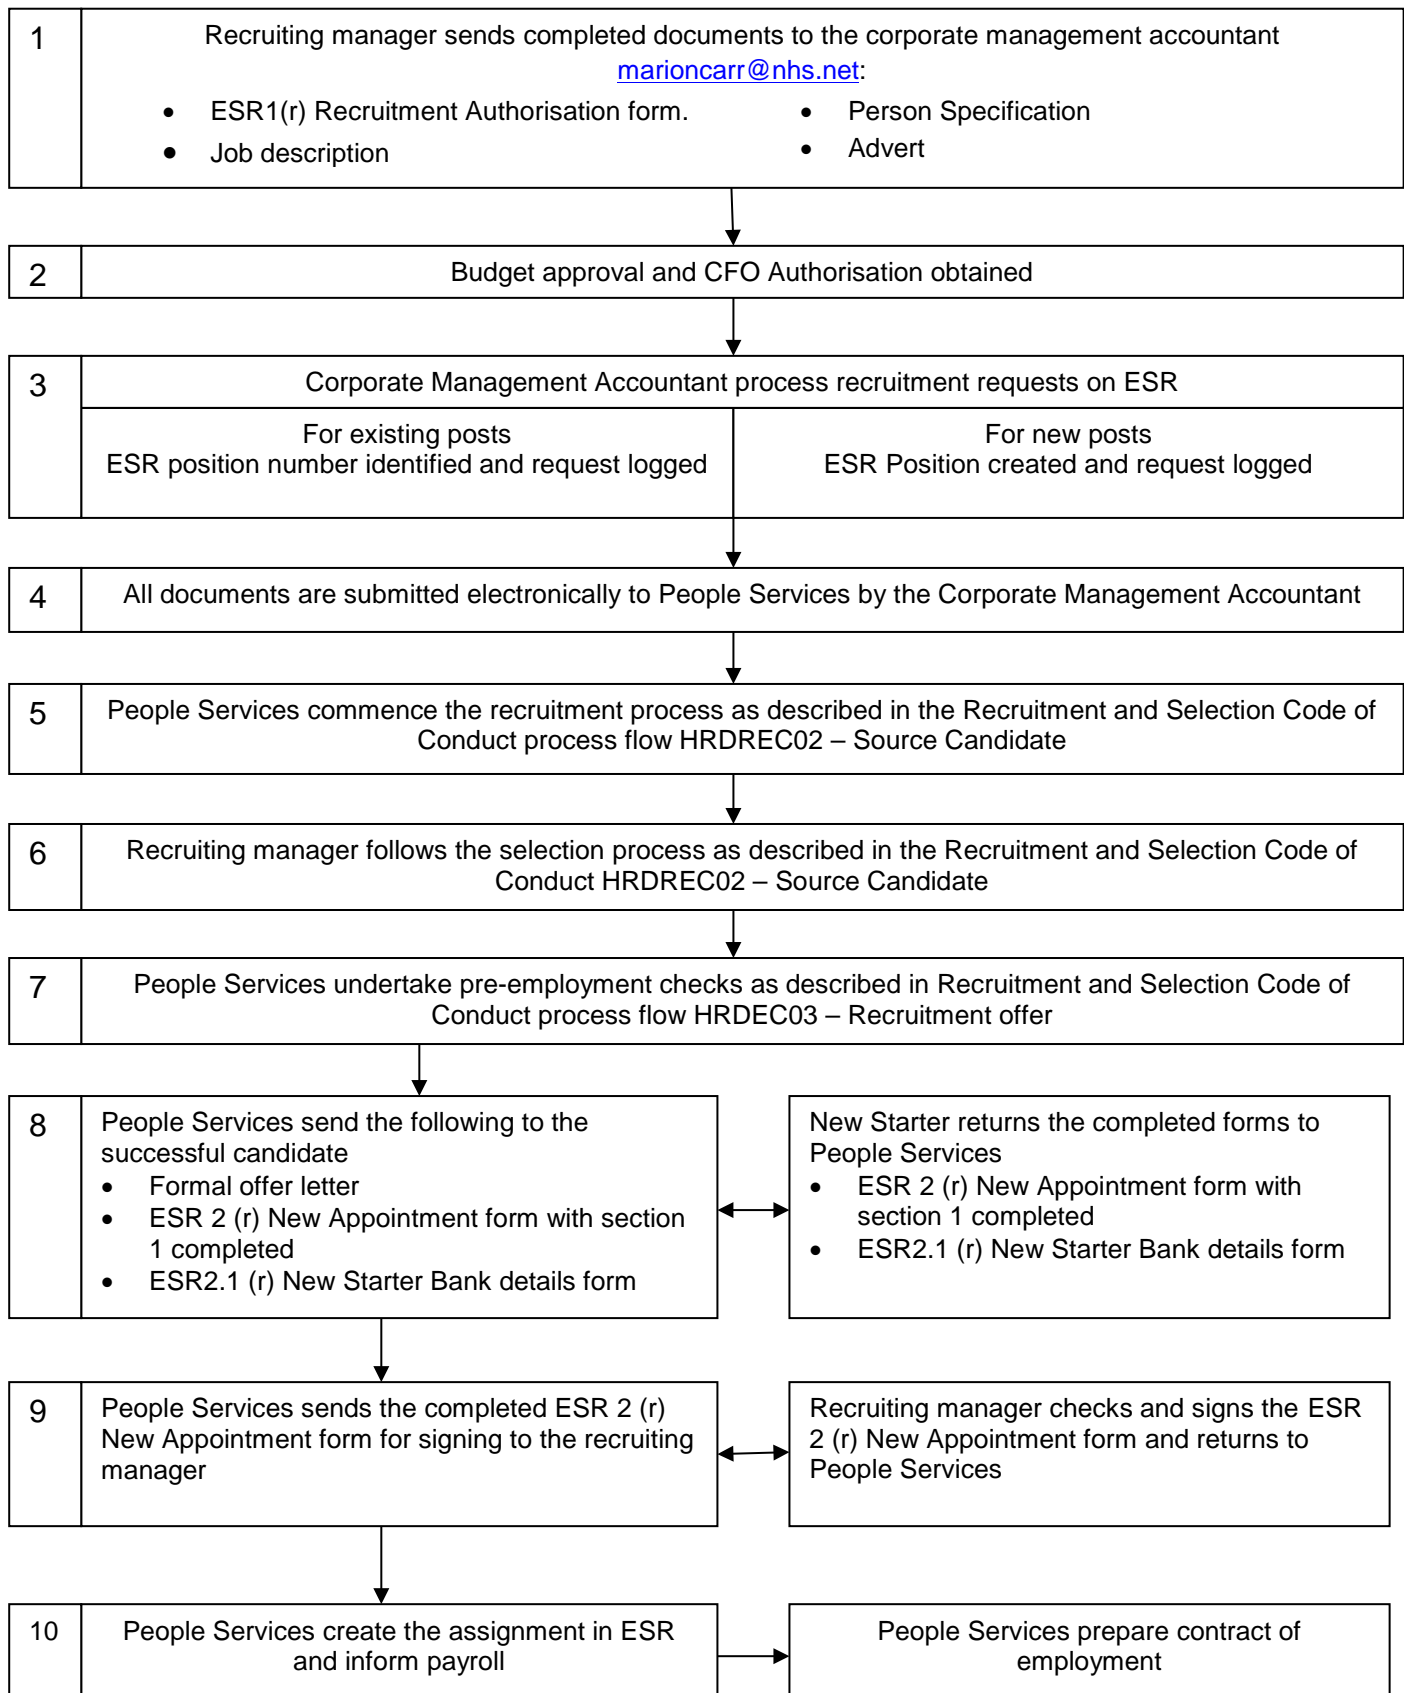 1
Recruiting manager sends completed documents to the corporate management accountant
marioncarr@nhs.net:
• ESR1(r) Recruitment Authorisation form.
• Job description
• Person Specification
• Advert
2
Budget approval and CFO Authorisation obtained
3
Corporate Management Accountant process recruitment requests on ESR
For existing posts
ESR position number identified and request logged
For new posts
ESR Position created and request logged
4
All documents are submitted electronically to People Services by the Corporate Management Accountant
5
People Services commence the recruitment process as described in the Recruitment and Selection Code of
Conduct process flow HRDREC02 – Source Candidate
6
Recruiting manager follows the selection process as described in the Recruitment and Selection Code of
Conduct HRDREC02 – Source Candidate
7
People Services undertake pre-employment checks as described in Recruitment and Selection Code of
Conduct process flow HRDEC03 – Recruitment offer
8
People Services send the following to the
successful candidate
• Formal offer letter
• ESR 2 (r) New Appointment form with section
1 completed
• ESR2.1 (r) New Starter Bank details form
New Starter returns the completed forms to
People Services
• ESR 2 (r) New Appointment form with
section 1 completed
• ESR2.1 (r) New Starter Bank details form
9
People Services sends the completed ESR 2 (r)
New Appointment form for signing to the recruiting
manager
Recruiting manager checks and signs the ESR
2 (r) New Appointment form and returns to
People Services
10
People Services create the assignment in ESR
and inform payroll
People Services prepare contract of
employment